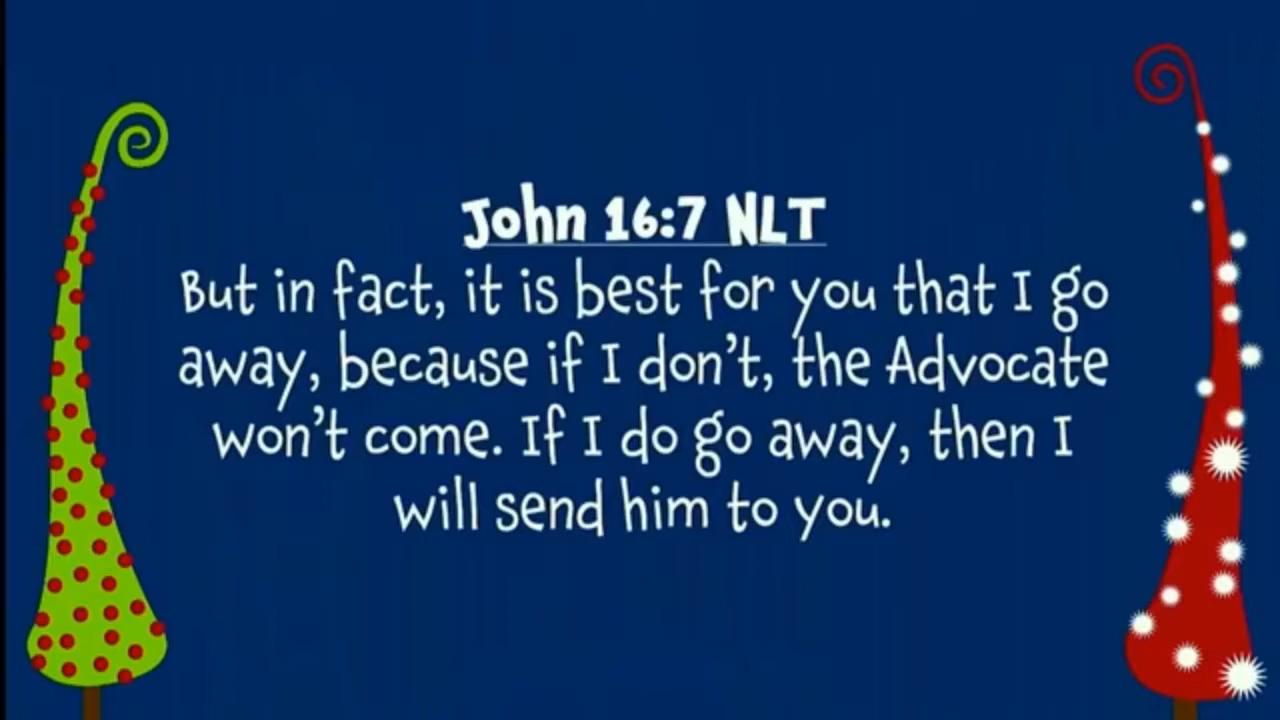 John 16:7 NLT
But in fact, it is best for you that I go
away, because if I don't, the Advocate
won't come. If I do go away, then I
will send him to you.